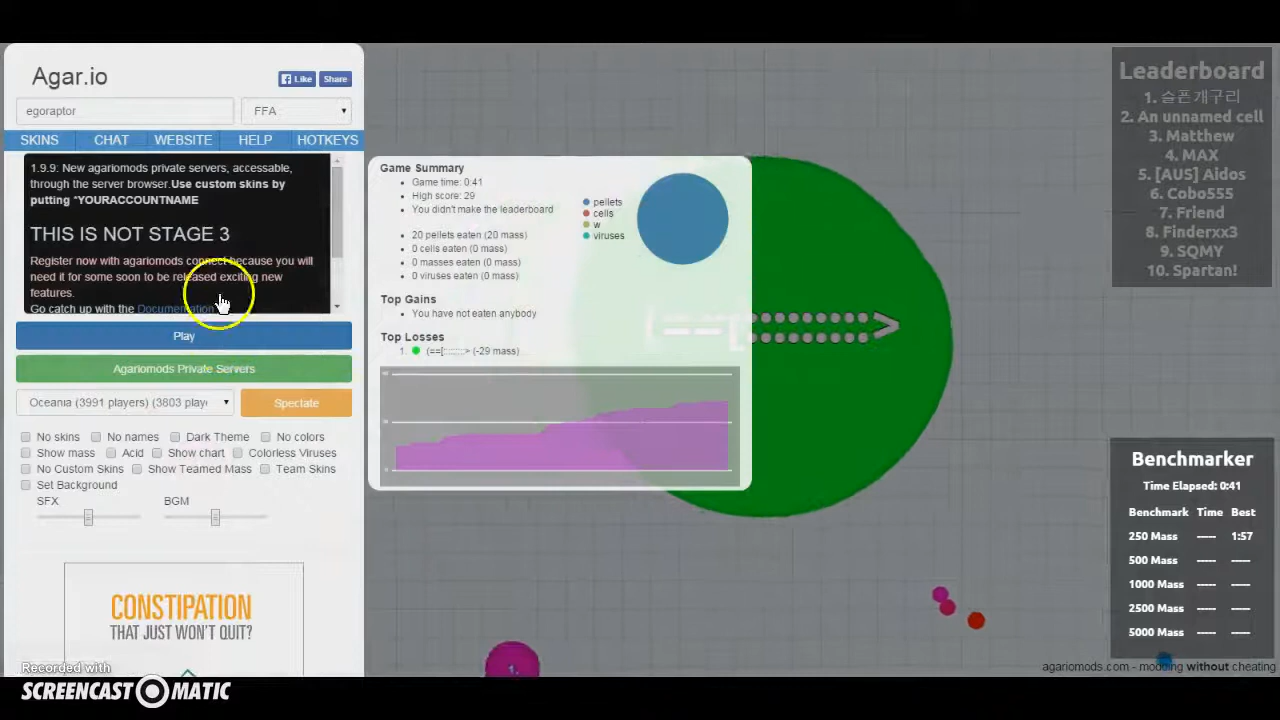 Agar.io
Like Share
egoraptor
FFA
SKINS CHAT WEBSITE HELP HOTKEYS
1.9.9: New agariomods private servers, accessable,
through the server browser.Use custom skins by
putting *YOURACCOUNTNAME
THIS IS NOT STAGE 3
Register now with agariomods connect because you will
need it for some soon to be released exciting new
features.
Go catch up with the Documentation
Play
Agariomods Private Servers
Oceania (3991 players) (3803 play
Spectate
No skins No names Dark Theme No colors
Show mass Acid Show chart Colorless Viruses
No Custom Skins Show Teamed Mass Team Skins
Set Background
SFX BGM
CONSTIPATION
THAT JUST WON'T QUIT?
Recorded with
SCREENCAST MATIC
Game Summary
Game time: 0:41
High score: 29
You didn't make the leaderboard
20 pellets eaten (20 mass)
0 cells eaten (0 mass)
0 masses eaten (0 mass)
0 viruses eaten (0 mass)
pellets
cells
w
viruses
Top Gains
You have not eaten anybody
Top Losses
1. (==[::::::::> (-29 mass)
(==[::::::::>
1.
Leaderboard
1. 슬픈개구리
2. An unnamed cell
3. Matthew
4. MAX
5. [AUS] Aidos
6. Cobo555
7. Friend
8. Finderxx3
9. SQMY
10. Spartan!
Benchmarker
Time Elapsed: 0:41
Benchmark Time Best
250 Mass ----- 1:57
500 Mass ----- -----
1000 Mass ----- -----
2500 Mass ----- -----
5000 Mass ----- -----
agariomods.com - modding without cheating